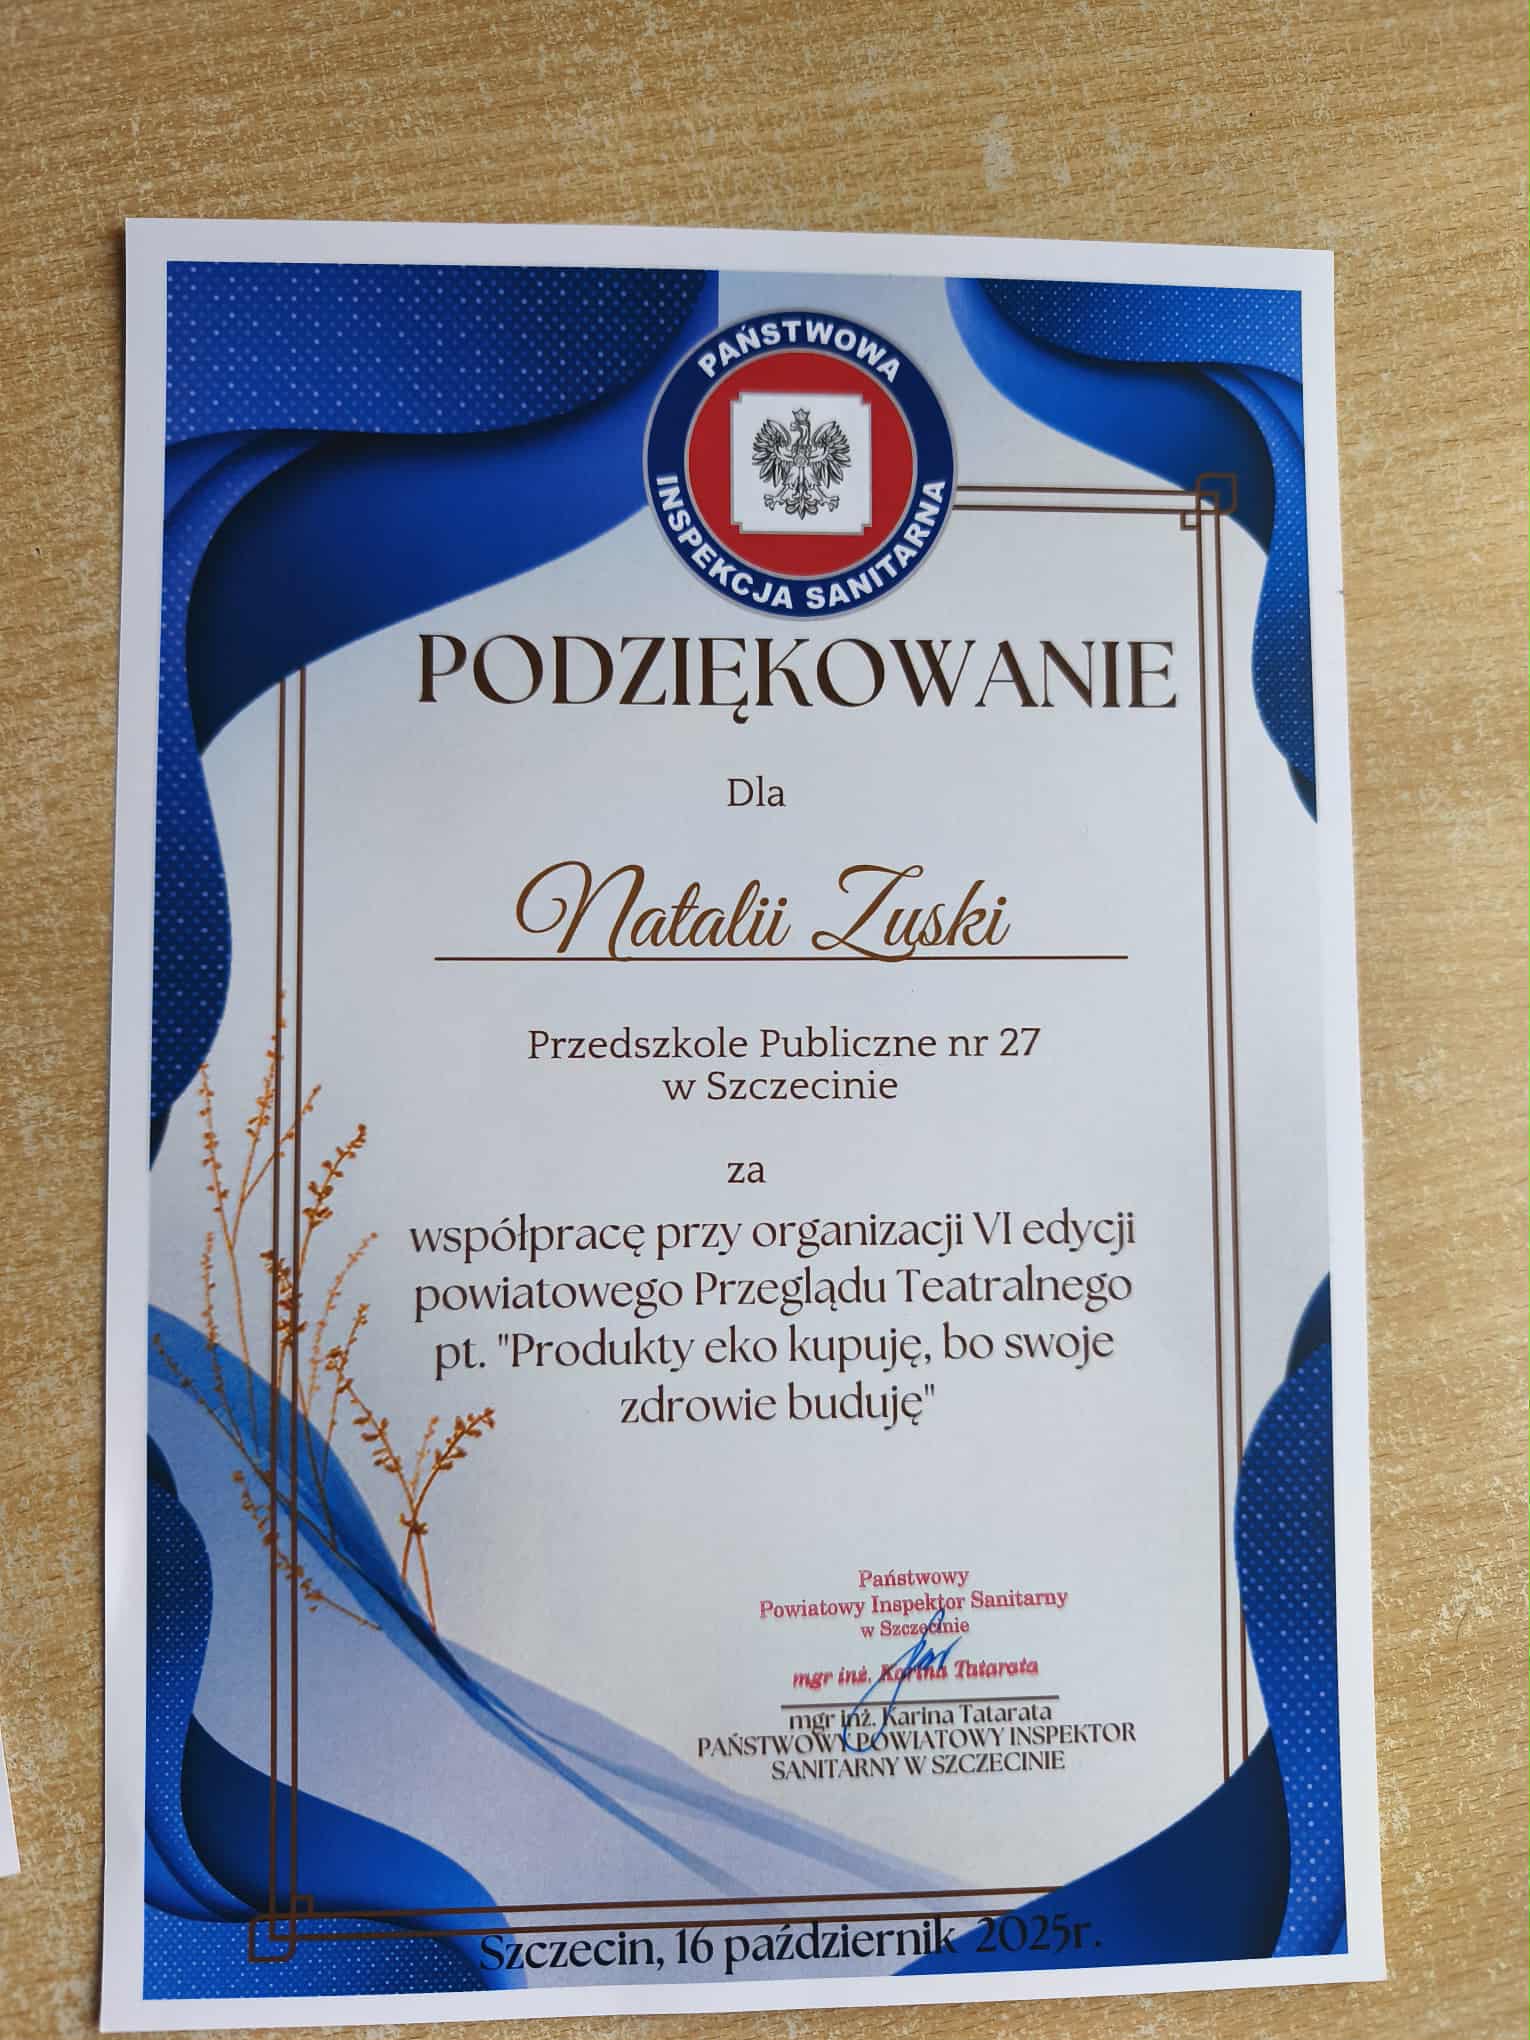 PAŃSTWOWA
INSPEKCJA SANITARNA
PODZIĘKOWANIE
Dla
Natalii Zuski
Przedszkole Publiczne nr 27
w Szczecinie
za
współpracę przy organizacji VI edycji
powiatowego Przeglądu Teatralnego
pt. "Produkty eko kupuję, bo swoje
zdrowie buduję"
Państwowy
Powiatowy Inspektor Sanitarny
w Szczecinie
mgr inż. Karina Tatarata
mgr inż. Karina Tatarata
PAŃSTWOWY POWIATOWY INSPEKTOR
SANITARNY W SZCZECINIE
Szczecin, 16 październik 2025r.